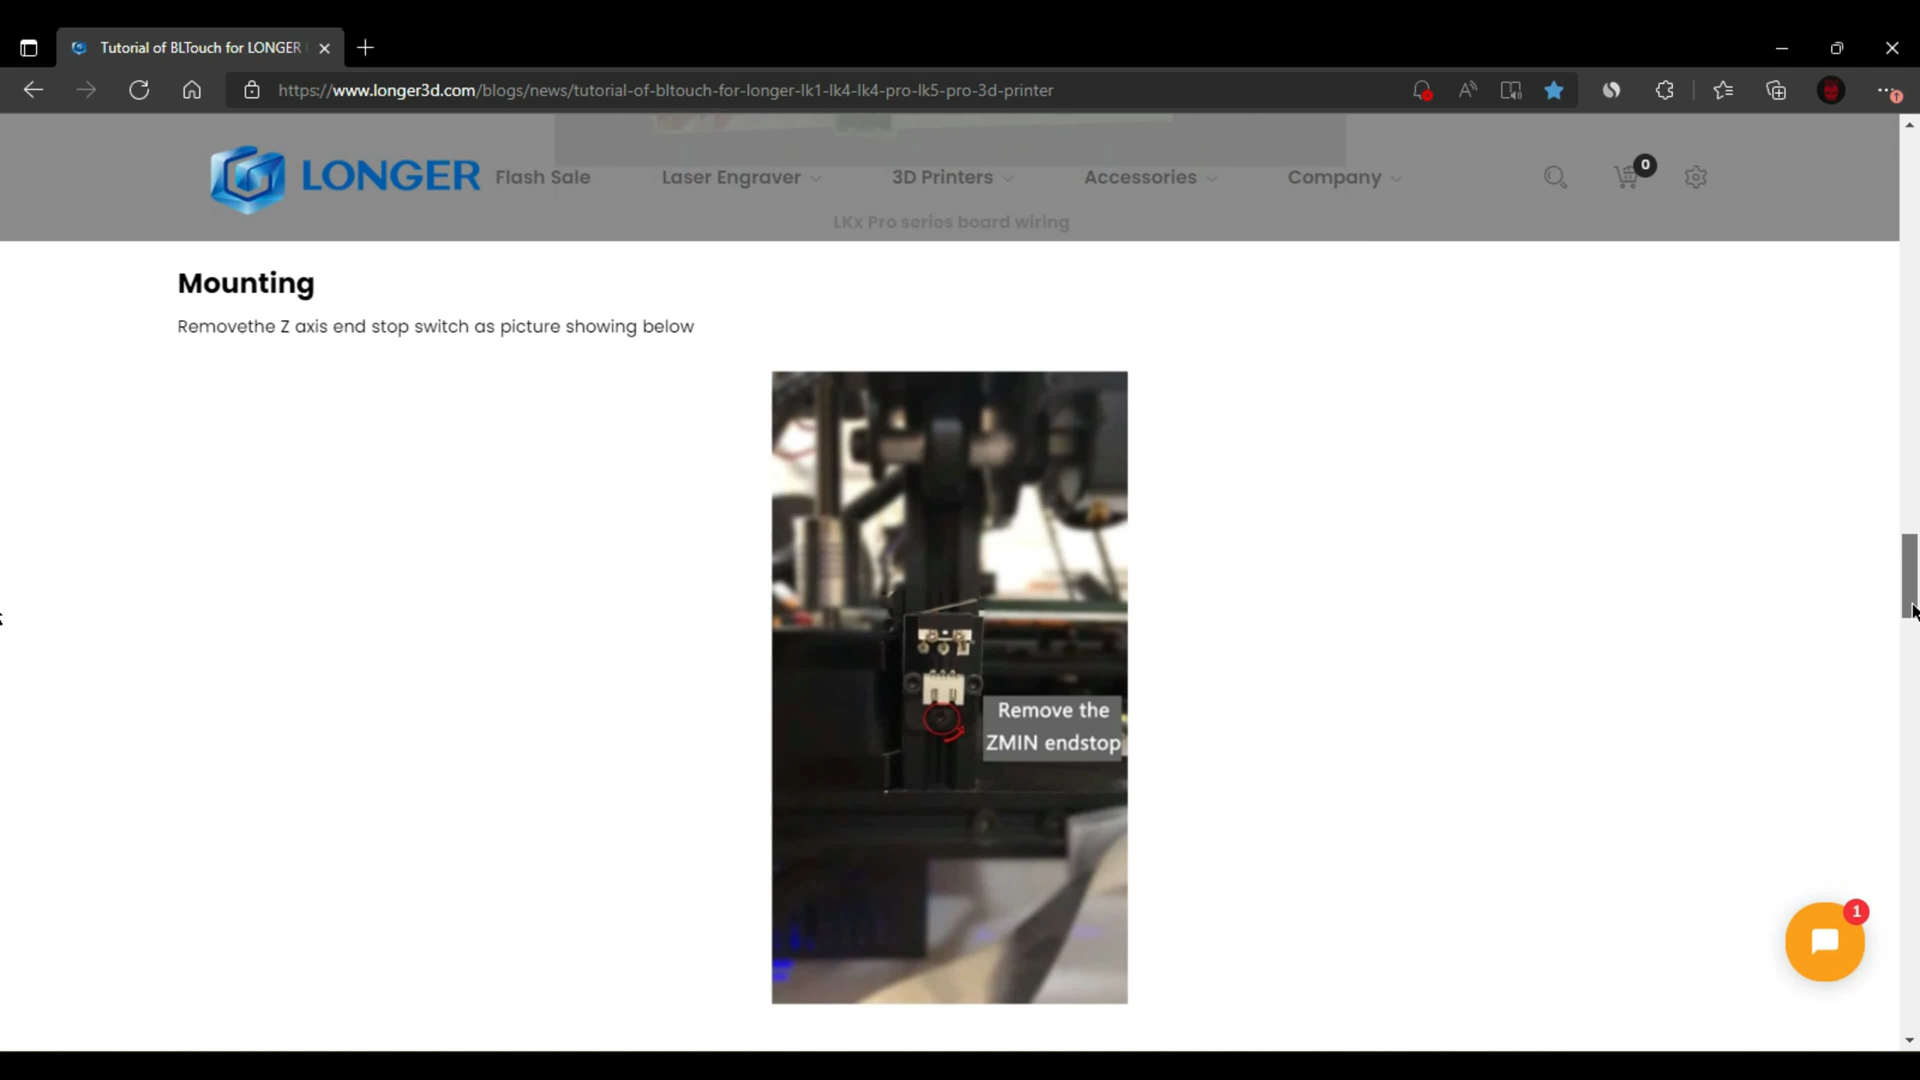 Tutorial of BLTouch for LONGER
https://www.longer3d.com/blogs/news/tutorial-of-bltouch-for-longer-lk1-lk4-lk4-pro-lk5-pro-3d-printer
LONGER
Flash Sale
Laser Engraver
3D Printers
Accessories
Company
0
LKx Pro series board wiring
Mounting
Removethe Z axis end stop switch as picture showing below
Remove the
ZMIN endstop
1